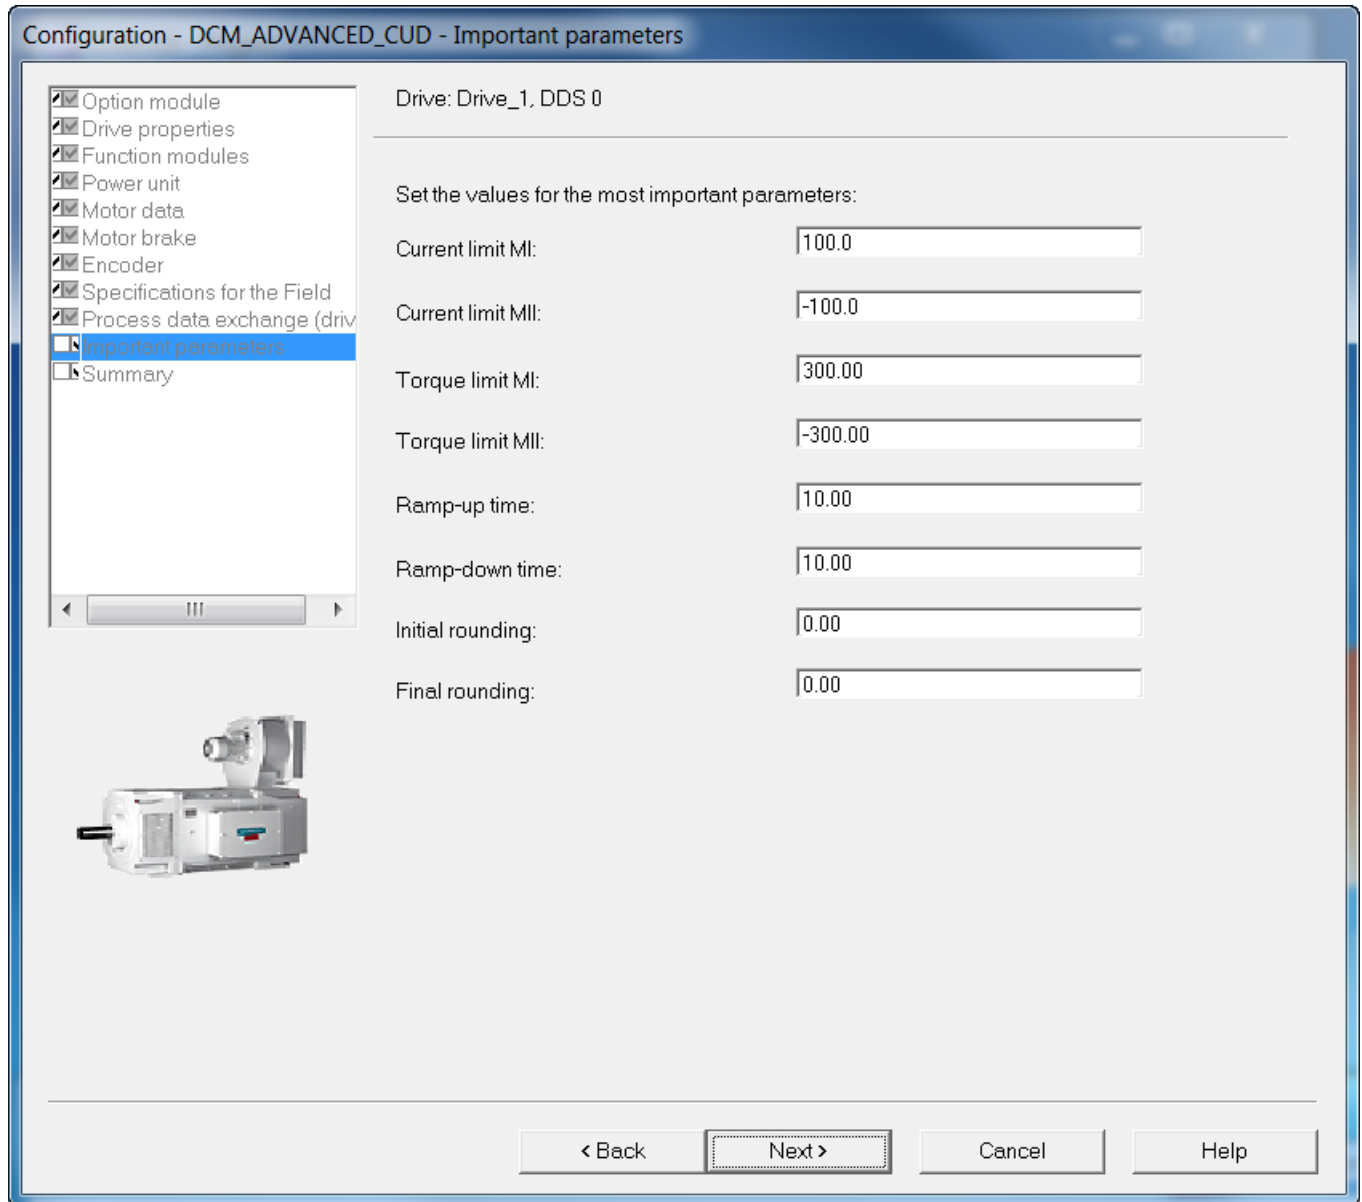 Configuration - DCM_ADVANCED_CUD - Important parameters
Option module
Drive properties
Function modules
Power unit
Motor data
Motor brake
Encoder
Specifications for the Field
Process data exchange (driv
Important parameters
Summary
Drive: Drive_1, DDS 0
Set the values for the most important parameters:
Current limit MI: 100.0
Current limit MII: -100.0
Torque limit MI: 300.00
Torque limit MII: -300.00
Ramp-up time: 10.00
Ramp-down time: 10.00
Initial rounding: 0.00
Final rounding: 0.00
< Back Next > Cancel Help